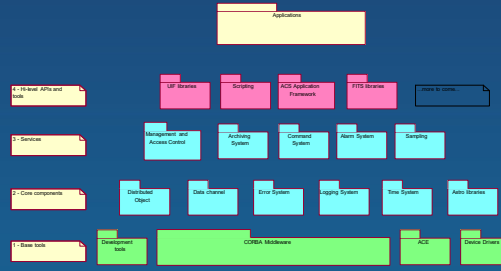 Applications
4 - Hi-level APIs and
tools
UIF libraries
Scripting
ACS Application
Framework
FITS libraries
...more to come...
3 - Services
Management and
Access Control
Archiving
System
Command
System
Alarm System
Sampling
2 - Core components
Distributed
Object
Data channel
Error System
Logging System
Time System
Astro libraries
1 - Base tools
Development
tools
CORBA Middleware
ACE
Device Drivers